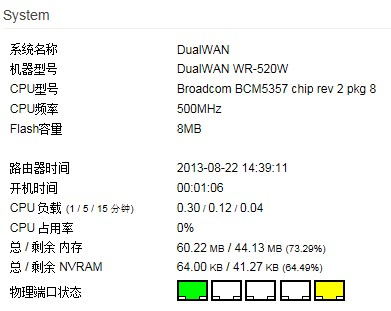 System
系统名称 DualWAN
机器型号 DualWAN WR-520W
CPU型号 Broadcom BCM5357 chip rev 2 pkg 8
CPU频率 500MHz
Flash容量 8MB
路由器时间 2013-08-22 14:39:11
开机时间 00:01:06
CPU 负载 (1 / 5 / 15 分钟) 0.30 / 0.12 / 0.04
CPU 占用率 0%
总 / 剩余 内存 60.22 MB / 44.13 MB (73.29%)
总 / 剩余 NVRAM 64.00 KB / 41.27 KB (64.49%)
物理端口状态